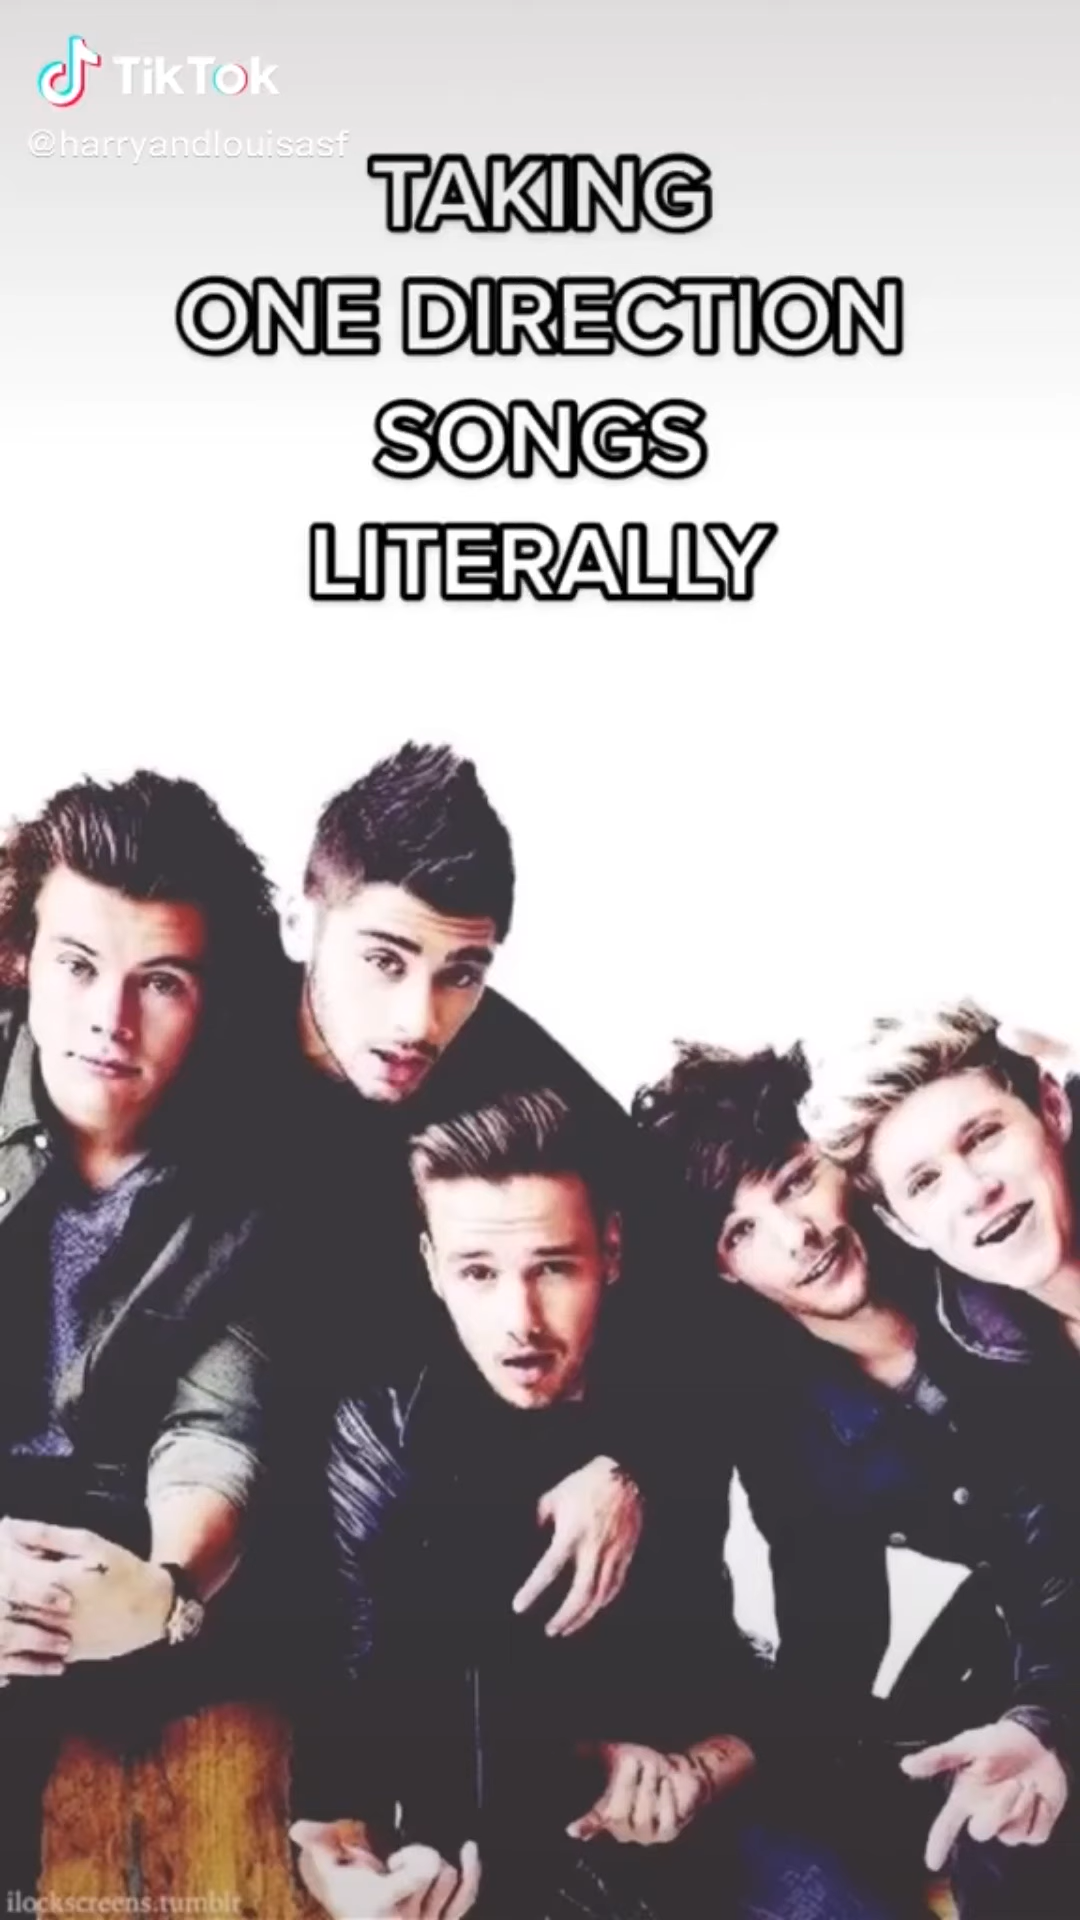 TikTok
@harryandlouisasf
TAKING
ONE DIRECTION
SONGS
LITERALLY
ilockscreens.tumblr